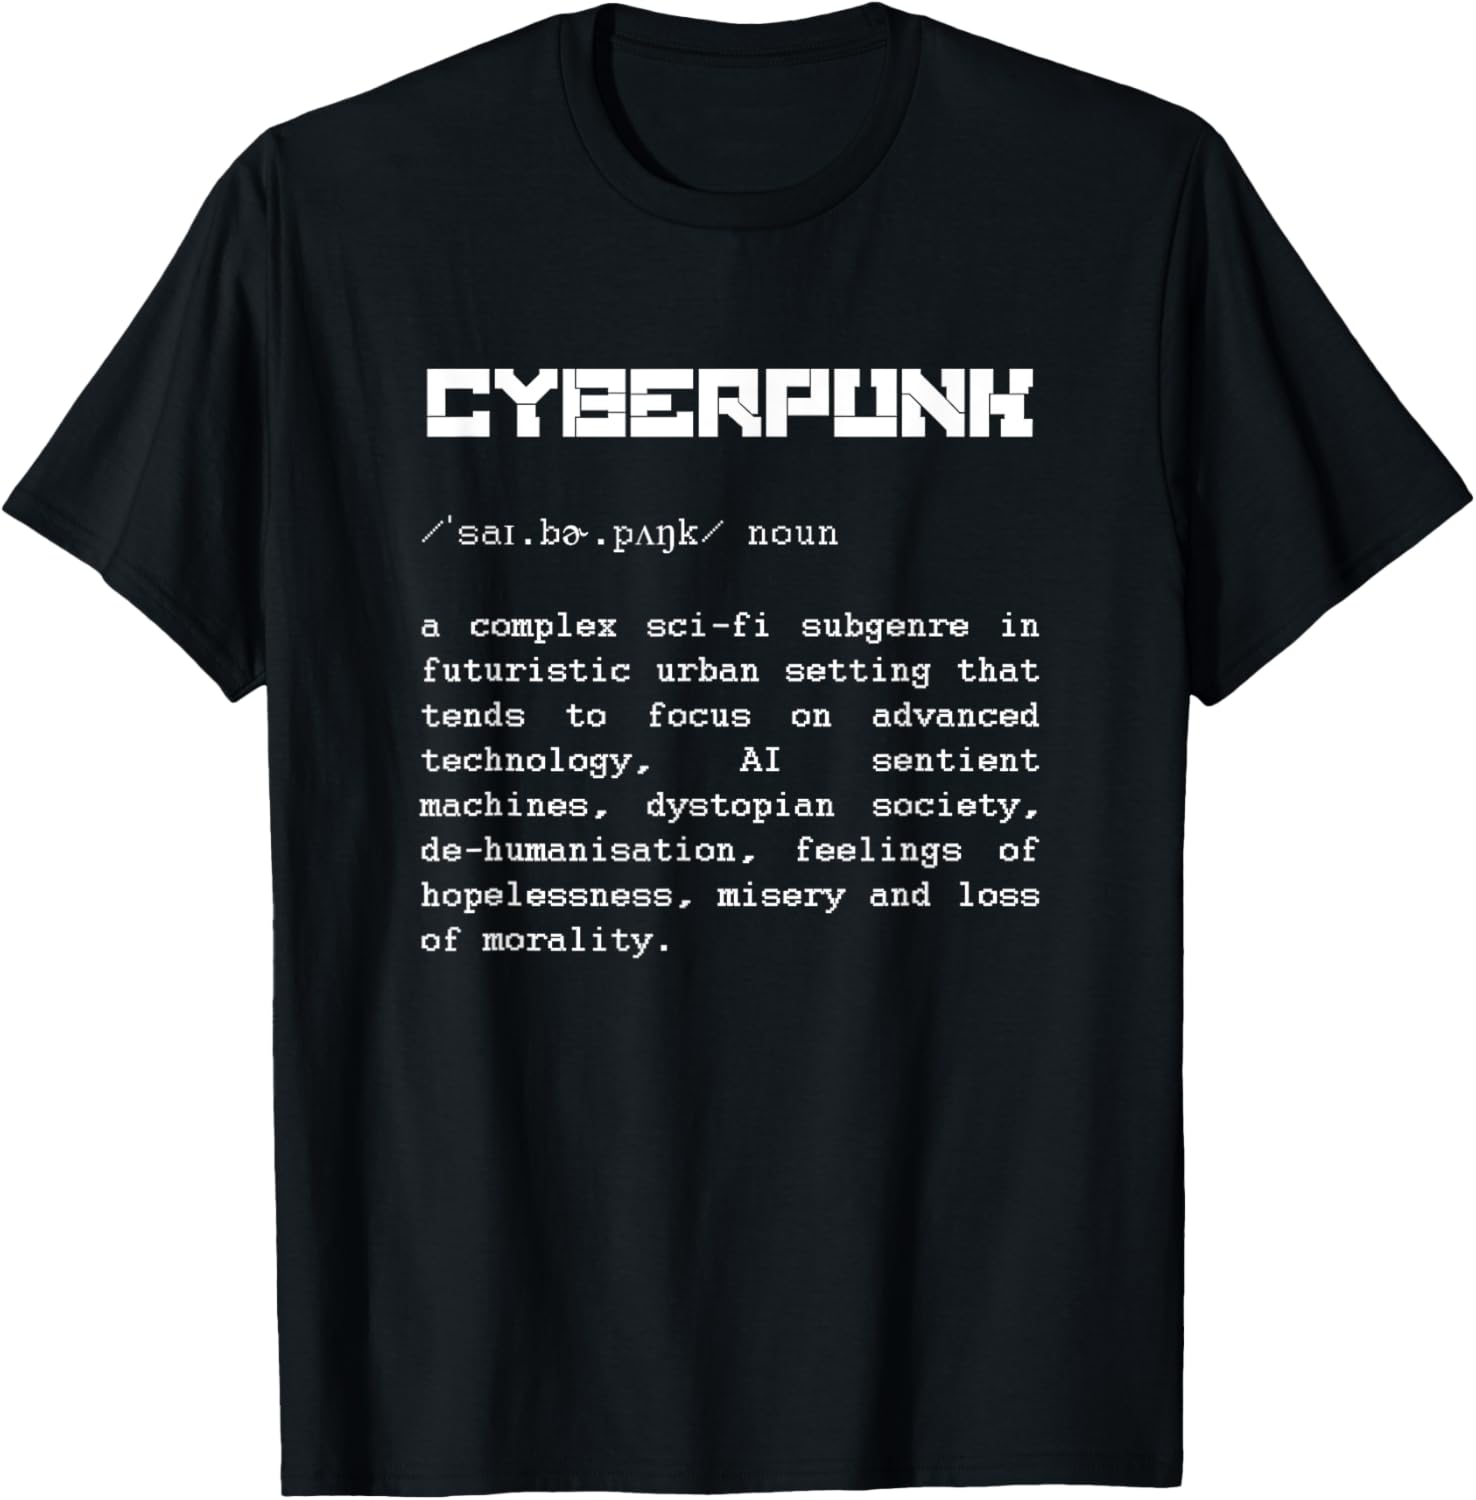 CYBERPUNK
/ˈsaɪ.bɚ.pʌŋk/ noun
a complex sci-fi subgenre in
futuristic urban setting that
tends to focus on advanced
technology, AI sentient
machines, dystopian society,
de-humanisation, feelings of
hopelessness, misery and loss
of morality.